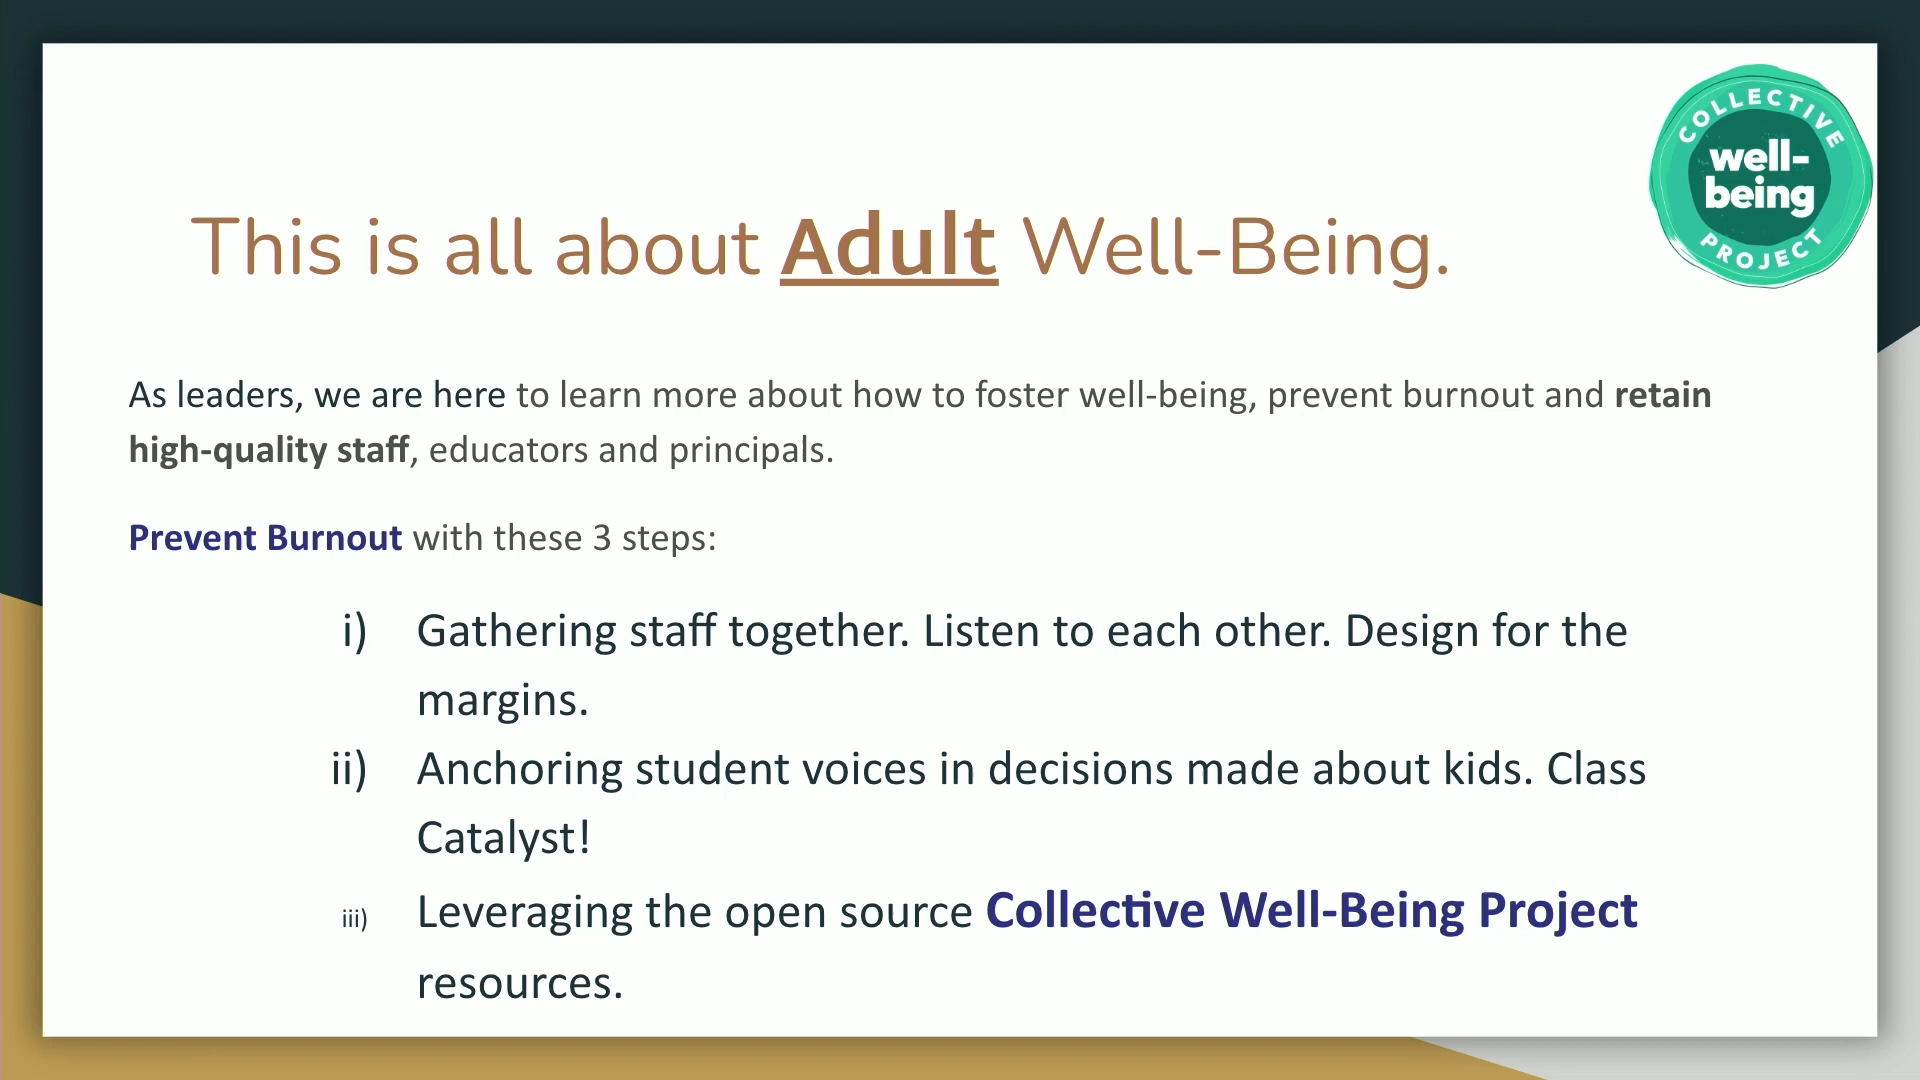 COLLECTIVE
well-
being
PROJECT
This is all about Adult Well-Being.
As leaders, we are here to learn more about how to foster well-being, prevent burnout and retain
high-quality staff, educators and principals.
Prevent Burnout with these 3 steps:
i) Gathering staff together. Listen to each other. Design for the
margins.
ii) Anchoring student voices in decisions made about kids. Class
Catalyst!
iii) Leveraging the open source Collective Well-Being Project
resources.